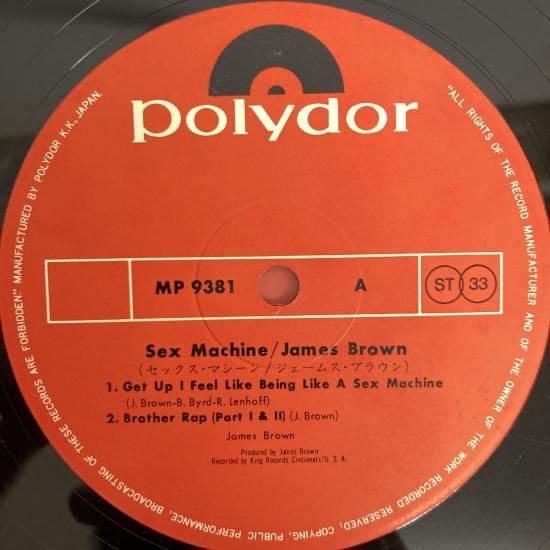 polydor
MP 9381 A ST 33
Sex Machine/James Brown
(セックス・マシーン/ジェームス・ブラウン)
1. Get Up I Feel Like Being Like A Sex Machine
(J. Brown-B. Byrd-R. Lenhoff)
2. Brother Rap (Part I & II) (J. Brown)
James Brown
Produced by James Brown
Recorded by King Records Cincinnati/U. S. A.
"ALL RIGHTS OF THE RECORD MANUFACTURER AND OF THE OWNER OF THE WORK RECORDED RESERVED; COPYING, PUBLIC PERFORMANCE, BROADCASTING OF THESE RECORDS ARE FORBIDDEN" MANUFACTURED BY POLYDOR K.K., JAPAN.